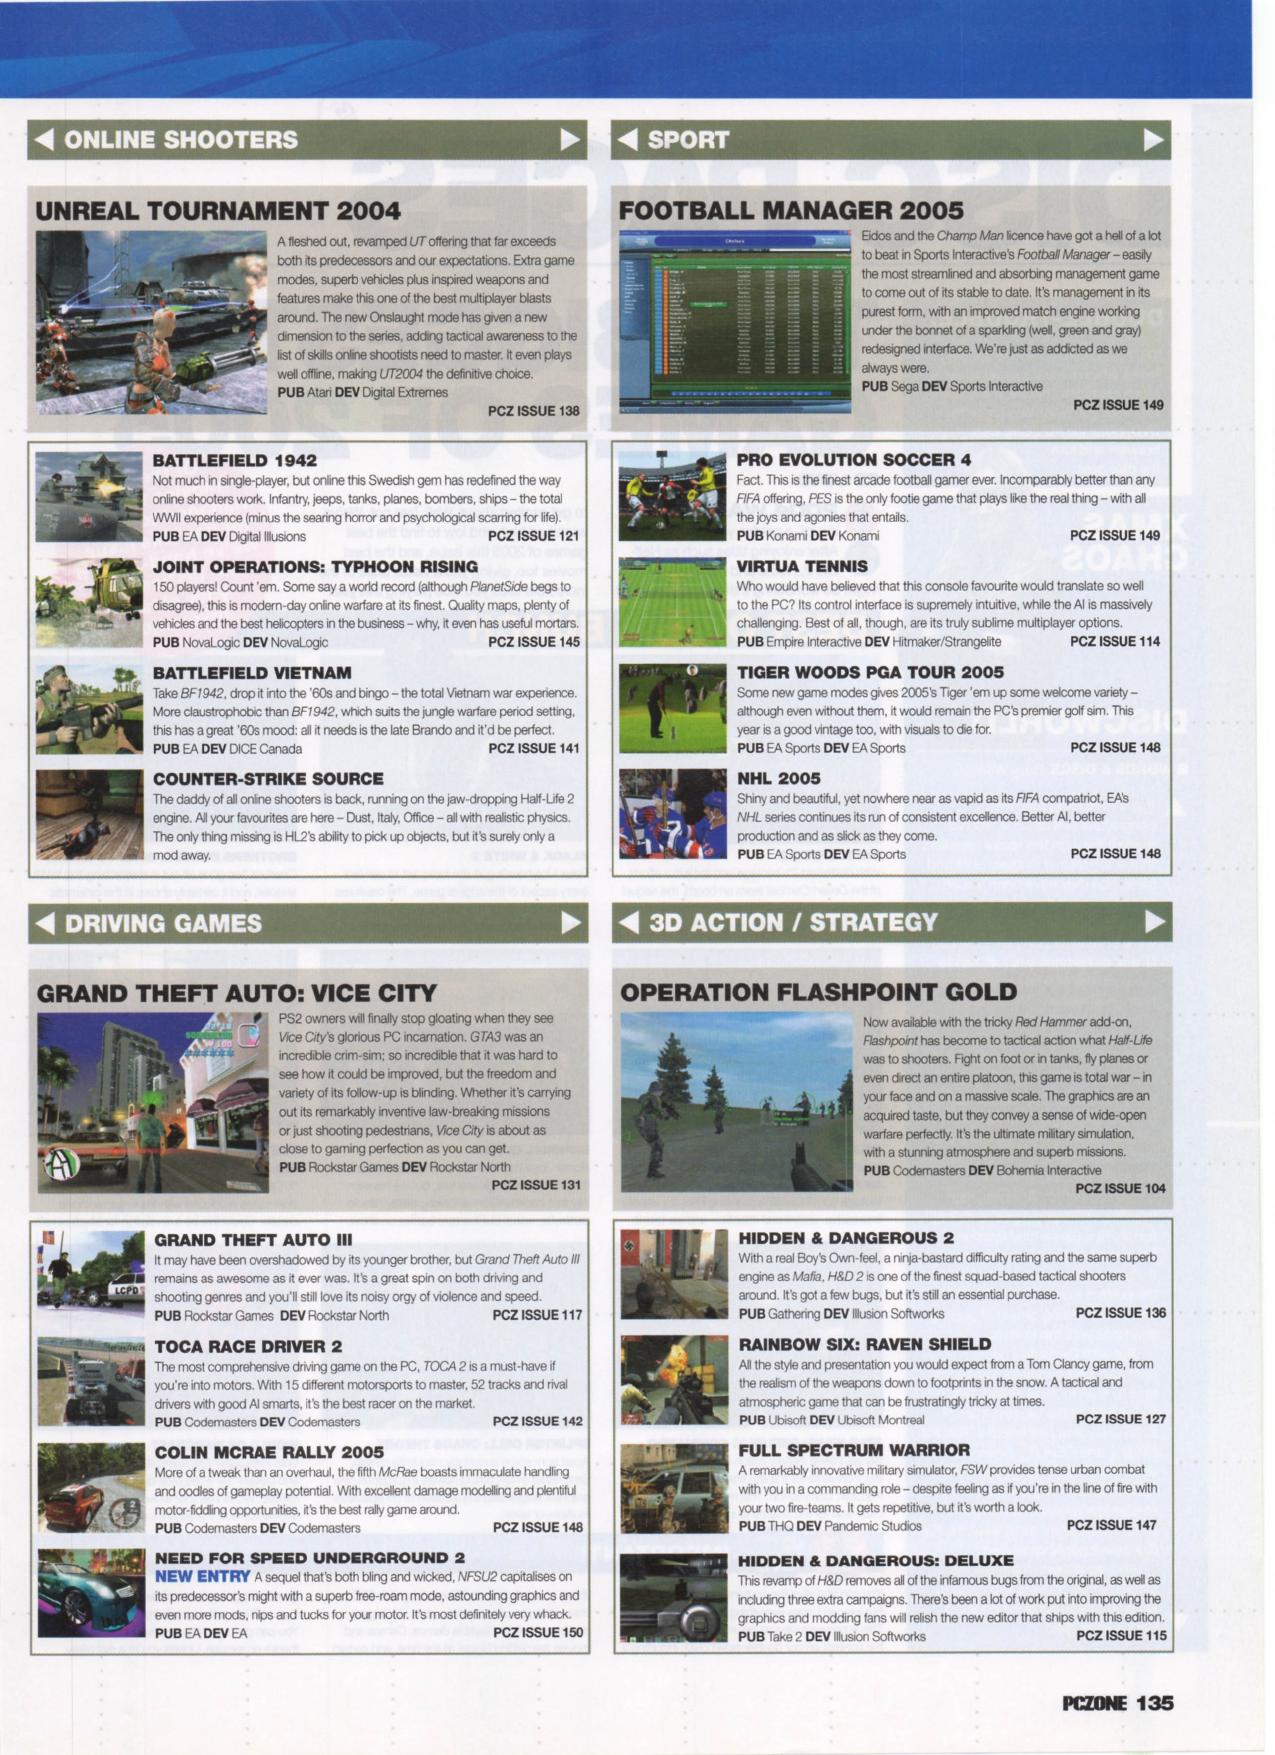 ONLINE SHOOTERS
UNREAL TOURNAMENT 2004
A fleshed out, revamped UT offering that far exceeds
both its predecessors and our expectations. Extra game
modes, superb vehicles plus inspired weapons and
features make this one of the best multiplayer blasts
around. The new Onslaught mode has given a new
dimension to the series, adding tactical awareness to the
list of skills online shootists need to master. It even plays
well offline, making UT2004 the definitive choice.
PUB Atari DEV Digital Extremes
PCZ ISSUE 138
BATTLEFIELD 1942
Not much in single-player, but online this Swedish gem has redefined the way
online shooters work. Infantry, jeeps, tanks, planes, bombers, ships – the total
WWII experience (minus the searing horror and psychological scarring for life).
PUB EA DEV Digital Illusions PCZ ISSUE 121
JOINT OPERATIONS: TYPHOON RISING
150 players! Count 'em. Some say a world record (although PlanetSide begs to
disagree), this is modern-day online warfare at its finest. Quality maps, plenty of
vehicles and the best helicopters in the business – why, it even has useful mortars.
PUB NovaLogic DEV NovaLogic PCZ ISSUE 145
BATTLEFIELD VIETNAM
Take BF1942, drop it into the '60s and bingo – the total Vietnam war experience.
More claustrophobic than BF1942, which suits the jungle warfare period setting,
this has a great '60s mood: all it needs is the late Brando and it'd be perfect.
PUB EA DEV DICE Canada PCZ ISSUE 141
COUNTER-STRIKE SOURCE
The daddy of all online shooters is back, running on the jaw-dropping Half-Life 2
engine. All your favourites are here – Dust, Italy, Office – all with realistic physics.
The only thing missing is HL2's ability to pick up objects, but it's surely only a
mod away.
SPORT
FOOTBALL MANAGER 2005
Chelsea
Eidos and the Champ Man licence have got a hell of a lot
to beat in Sports Interactive's Football Manager – easily
the most streamlined and absorbing management game
to come out of its stable to date. It's management in its
purest form, with an improved match engine working
under the bonnet of a sparkling (well, green and gray)
redesigned interface. We're just as addicted as we
always were.
PUB Sega DEV Sports Interactive
PCZ ISSUE 149
PRO EVOLUTION SOCCER 4
Fact. This is the finest arcade football gamer ever. Incomparably better than any
FIFA offering, PES is the only footie game that plays like the real thing – with all
the joys and agonies that entails.
PUB Konami DEV Konami PCZ ISSUE 149
VIRTUA TENNIS
Who would have believed that this console favourite would translate so well
to the PC? Its control interface is supremely intuitive, while the AI is massively
challenging. Best of all, though, are its truly sublime multiplayer options.
PUB Empire Interactive DEV Hitmaker/Strangelite PCZ ISSUE 114
TIGER WOODS PGA TOUR 2005
Some new game modes gives 2005's Tiger 'em up some welcome variety –
although even without them, it would remain the PC's premier golf sim. This
year is a good vintage too, with visuals to die for.
PUB EA Sports DEV EA Sports PCZ ISSUE 148
NHL 2005
Shiny and beautiful, yet nowhere near as vapid as its FIFA compatriot, EA's
NHL series continues its run of consistent excellence. Better AI, better
production and as slick as they come.
PUB EA Sports DEV EA Sports PCZ ISSUE 148
DRIVING GAMES
GRAND THEFT AUTO: VICE CITY
PS2 owners will finally stop gloating when they see
Vice City's glorious PC incarnation. GTA3 was an
incredible crim-sim; so incredible that it was hard to
see how it could be improved, but the freedom and
variety of its follow-up is blinding. Whether it's carrying
out its remarkably inventive law-breaking missions
or just shooting pedestrians, Vice City is about as
close to gaming perfection as you can get.
PUB Rockstar Games DEV Rockstar North
PCZ ISSUE 131
GRAND THEFT AUTO III
LCPD
It may have been overshadowed by its younger brother, but Grand Theft Auto III
remains as awesome as it ever was. It's a great spin on both driving and
shooting genres and you'll still love its noisy orgy of violence and speed.
PUB Rockstar Games DEV Rockstar North PCZ ISSUE 117
TOCA RACE DRIVER 2
The most comprehensive driving game on the PC, TOCA 2 is a must-have if
you're into motors. With 15 different motorsports to master, 52 tracks and rival
drivers with good AI smarts, it's the best racer on the market.
PUB Codemasters DEV Codemasters PCZ ISSUE 142
COLIN MCRAE RALLY 2005
More of a tweak than an overhaul, the fifth McRae boasts immaculate handling
and oodles of gameplay potential. With excellent damage modelling and plentiful
motor-fiddling opportunities, it's the best rally game around.
PUB Codemasters DEV Codemasters PCZ ISSUE 148
NEED FOR SPEED UNDERGROUND 2
NEW ENTRY A sequel that's both bling and wicked, NFSU2 capitalises on
its predecessor's might with a superb free-roam mode, astounding graphics and
even more mods, nips and tucks for your motor. It's most definitely very whack.
PUB EA DEV EA PCZ ISSUE 150
3D ACTION / STRATEGY
OPERATION FLASHPOINT GOLD
Now available with the tricky Red Hammer add-on,
Flashpoint has become to tactical action what Half-Life
was to shooters. Fight on foot or in tanks, fly planes or
even direct an entire platoon, this game is total war – in
your face and on a massive scale. The graphics are an
acquired taste, but they convey a sense of wide-open
warfare perfectly. It's the ultimate military simulation,
with a stunning atmosphere and superb missions.
PUB Codemasters DEV Bohemia Interactive
PCZ ISSUE 104
HIDDEN & DANGEROUS 2
With a real Boy's Own-feel, a ninja-bastard difficulty rating and the same superb
engine as Mafia, H&D 2 is one of the finest squad-based tactical shooters
around. It's got a few bugs, but it's still an essential purchase.
PUB Gathering DEV Illusion Softworks PCZ ISSUE 136
RAINBOW SIX: RAVEN SHIELD
All the style and presentation you would expect from a Tom Clancy game, from
the realism of the weapons down to footprints in the snow. A tactical and
atmospheric game that can be frustratingly tricky at times.
PUB Ubisoft DEV Ubisoft Montreal PCZ ISSUE 127
FULL SPECTRUM WARRIOR
A remarkably innovative military simulator, FSW provides tense urban combat
with you in a commanding role – despite feeling as if you're in the line of fire with
your two fire-teams. It gets repetitive, but it's worth a look.
PUB THQ DEV Pandemic Studios PCZ ISSUE 147
HIDDEN & DANGEROUS: DELUXE
This revamp of H&D removes all of the infamous bugs from the original, as well as
including three extra campaigns. There's been a lot of work put into improving the
graphics and modding fans will relish the new editor that ships with this edition.
PUB Take 2 DEV Illusion Softworks PCZ ISSUE 115
PCZONE 135